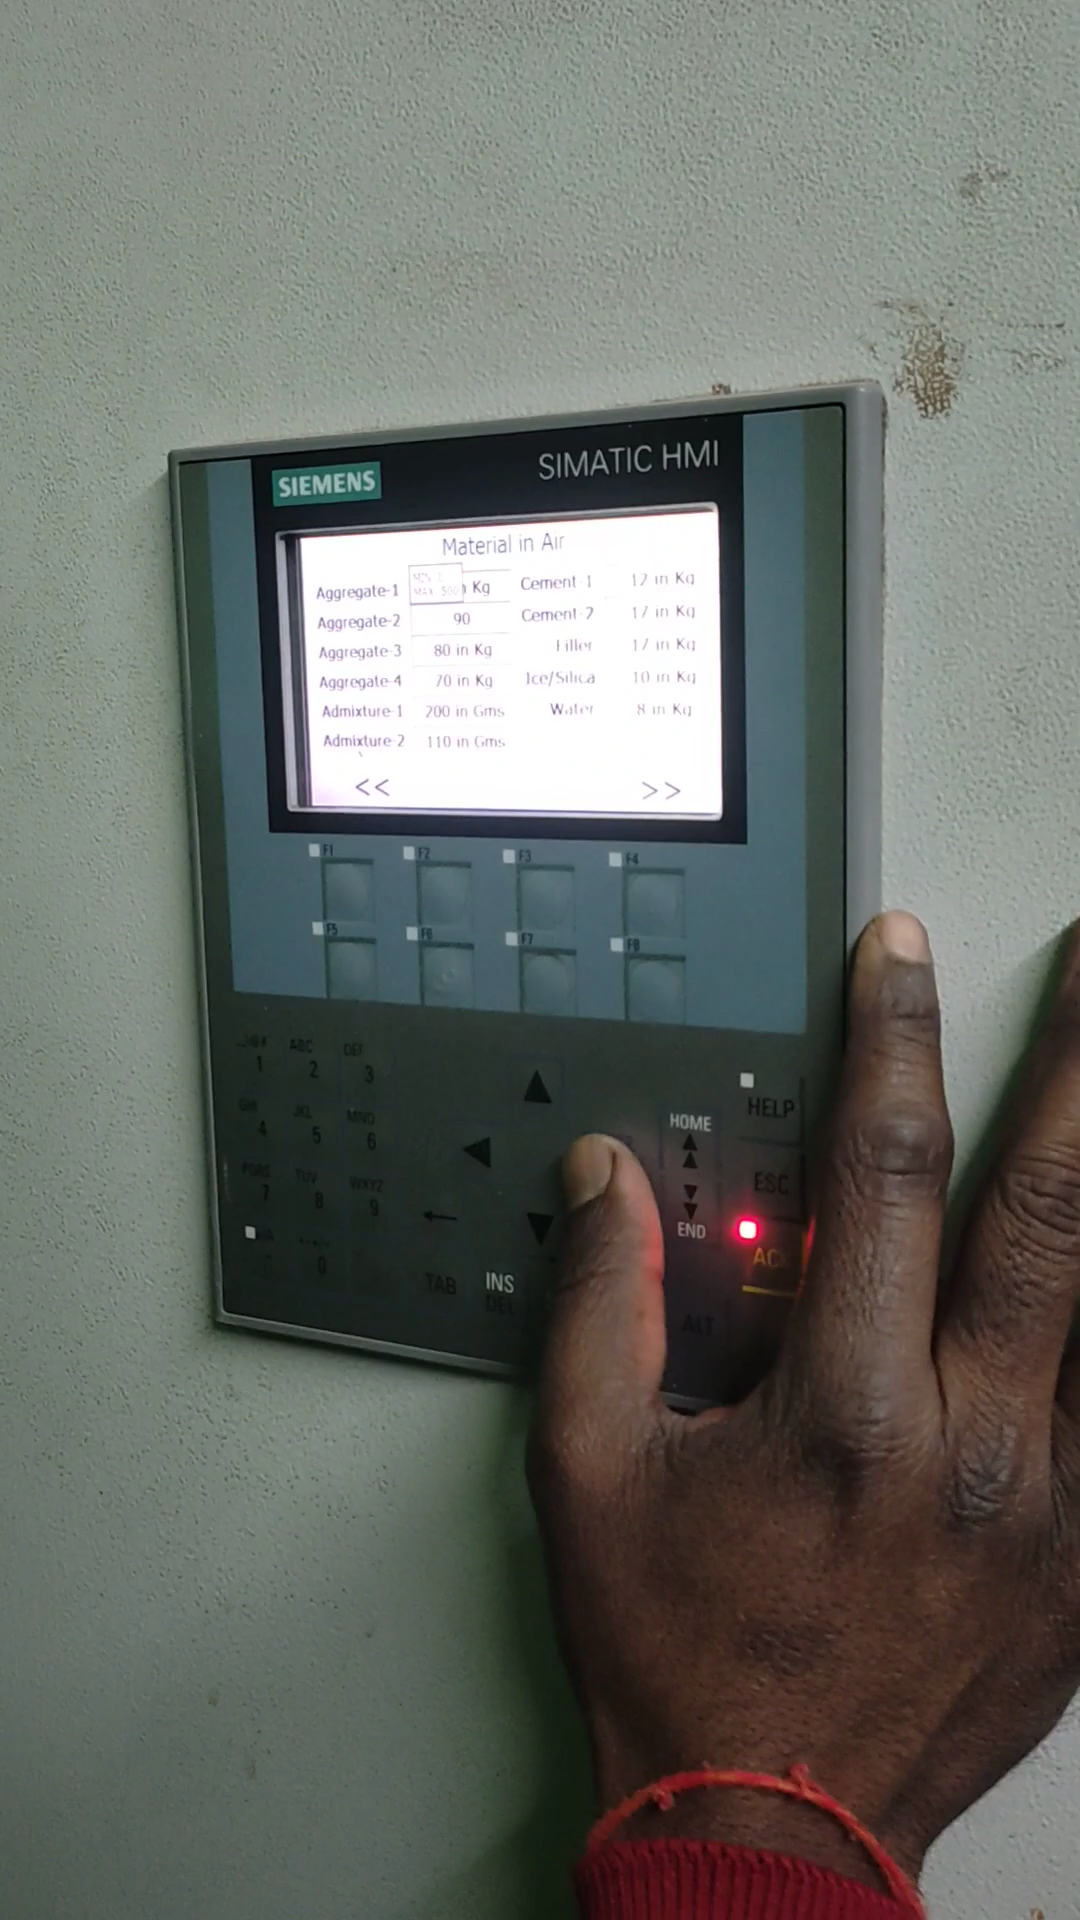 SIEMENS
SIMATIC HMI
Material in Air
Aggregate-1 Kg Cement-1 12 in Kg
MAX 500
Aggregate-2 90 Cement-2 17 in Kg
Aggregate-3 80 in Kg Filler 17 in Kg
Aggregate-4 70 in Kg Ice/Silica 10 in Kg
Admixture-1 200 in Gms Water 8 in Kg
Admixture-2 110 in Gms
<< >>
F1 F2 F3 F4
F5 F6 F7 F8
ABC DEF
1 2 3
GHI JKL MNO
4 5 6
PQRS TUV WXYZ
7 8 9
0
TAB INS
DEL
HOME
END
HELP
ESC
ALT